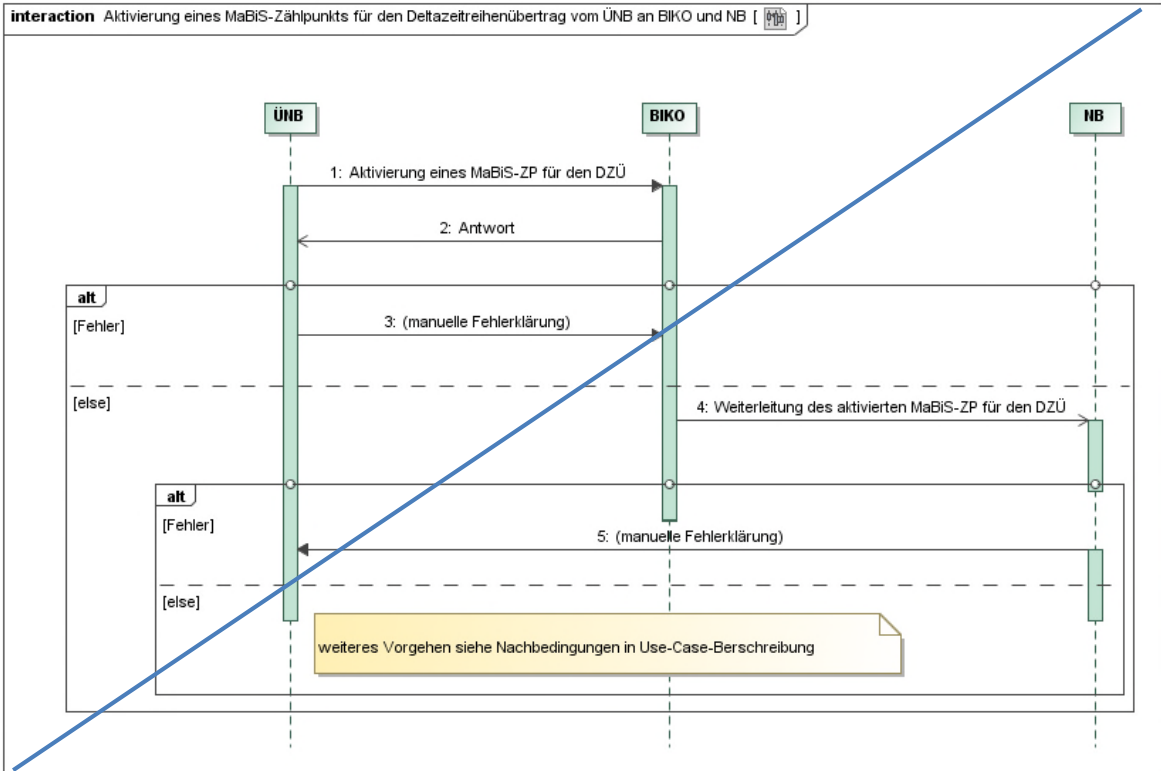 interaction Aktivierung eines MaBiS-Zählpunkts für den Deltazeitreihenübertrag vom ÜNB an BIKO und NB [ ]
ÜNB
BIKO
NB
1: Aktivierung eines MaBiS-ZP für den DZÜ
2: Antwort
alt
[Fehler]
3: (manuelle Fehlerklärung)
[else]
4: Weiterleitung des aktivierten MaBiS-ZP für den DZÜ
alt
[Fehler]
5: (manuelle Fehlerklärung)
[else]
weiteres Vorgehen siehe Nachbedingungen in Use-Case-Berschreibung